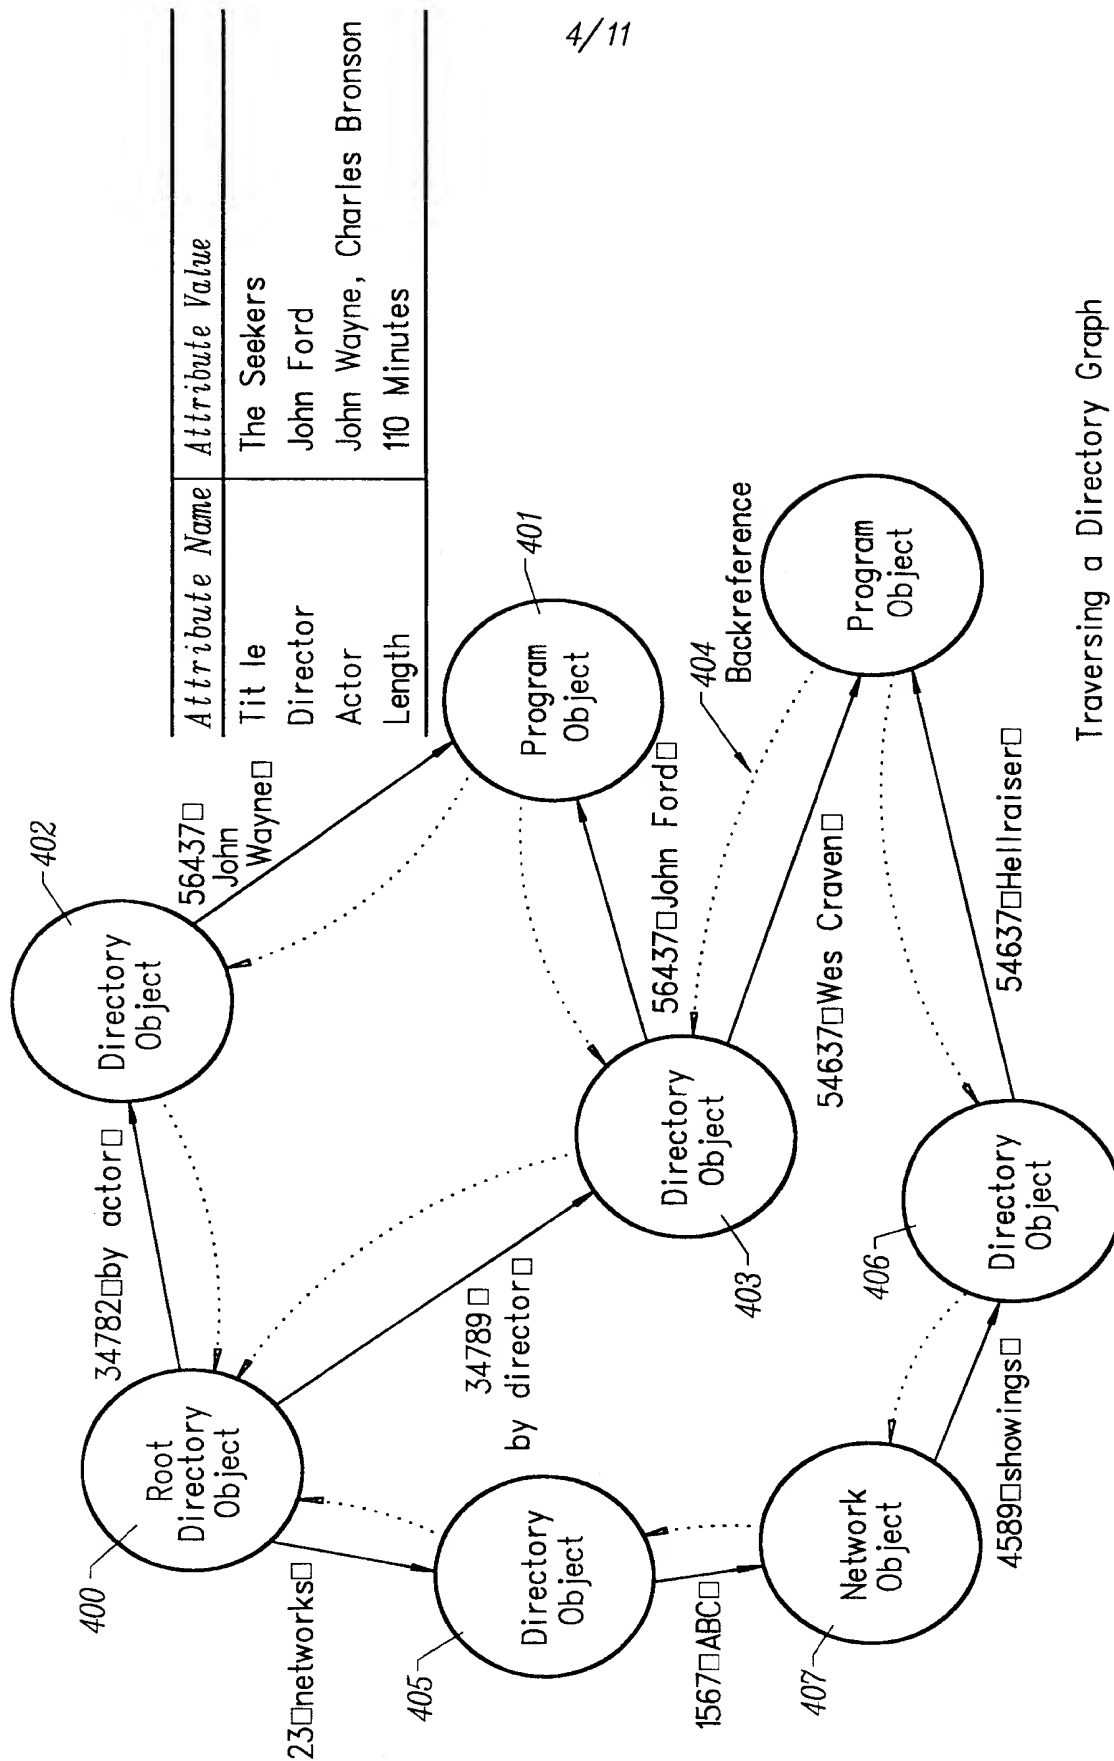 4/11
Attribute Name Attribute Value
Tit le The Seekers
Director John Ford
Actor John Wayne, Charles Bronson
Length 110 Minutes
402
Directory
Object
56437□
John
Wayne□
34782□by actor□
400
Root
Directory
Object
401
Program
Object
56437□John Ford□
404
Backreference
34789□
by director□
403
Directory
Object
54637□Wes Craven□
Program
Object
23□networks□
405
Directory
Object
1567□ABC□
407
Network
Object
4589□showings□
406
Directory
Object
54637□Hellraiser□
Traversing a Directory Graph